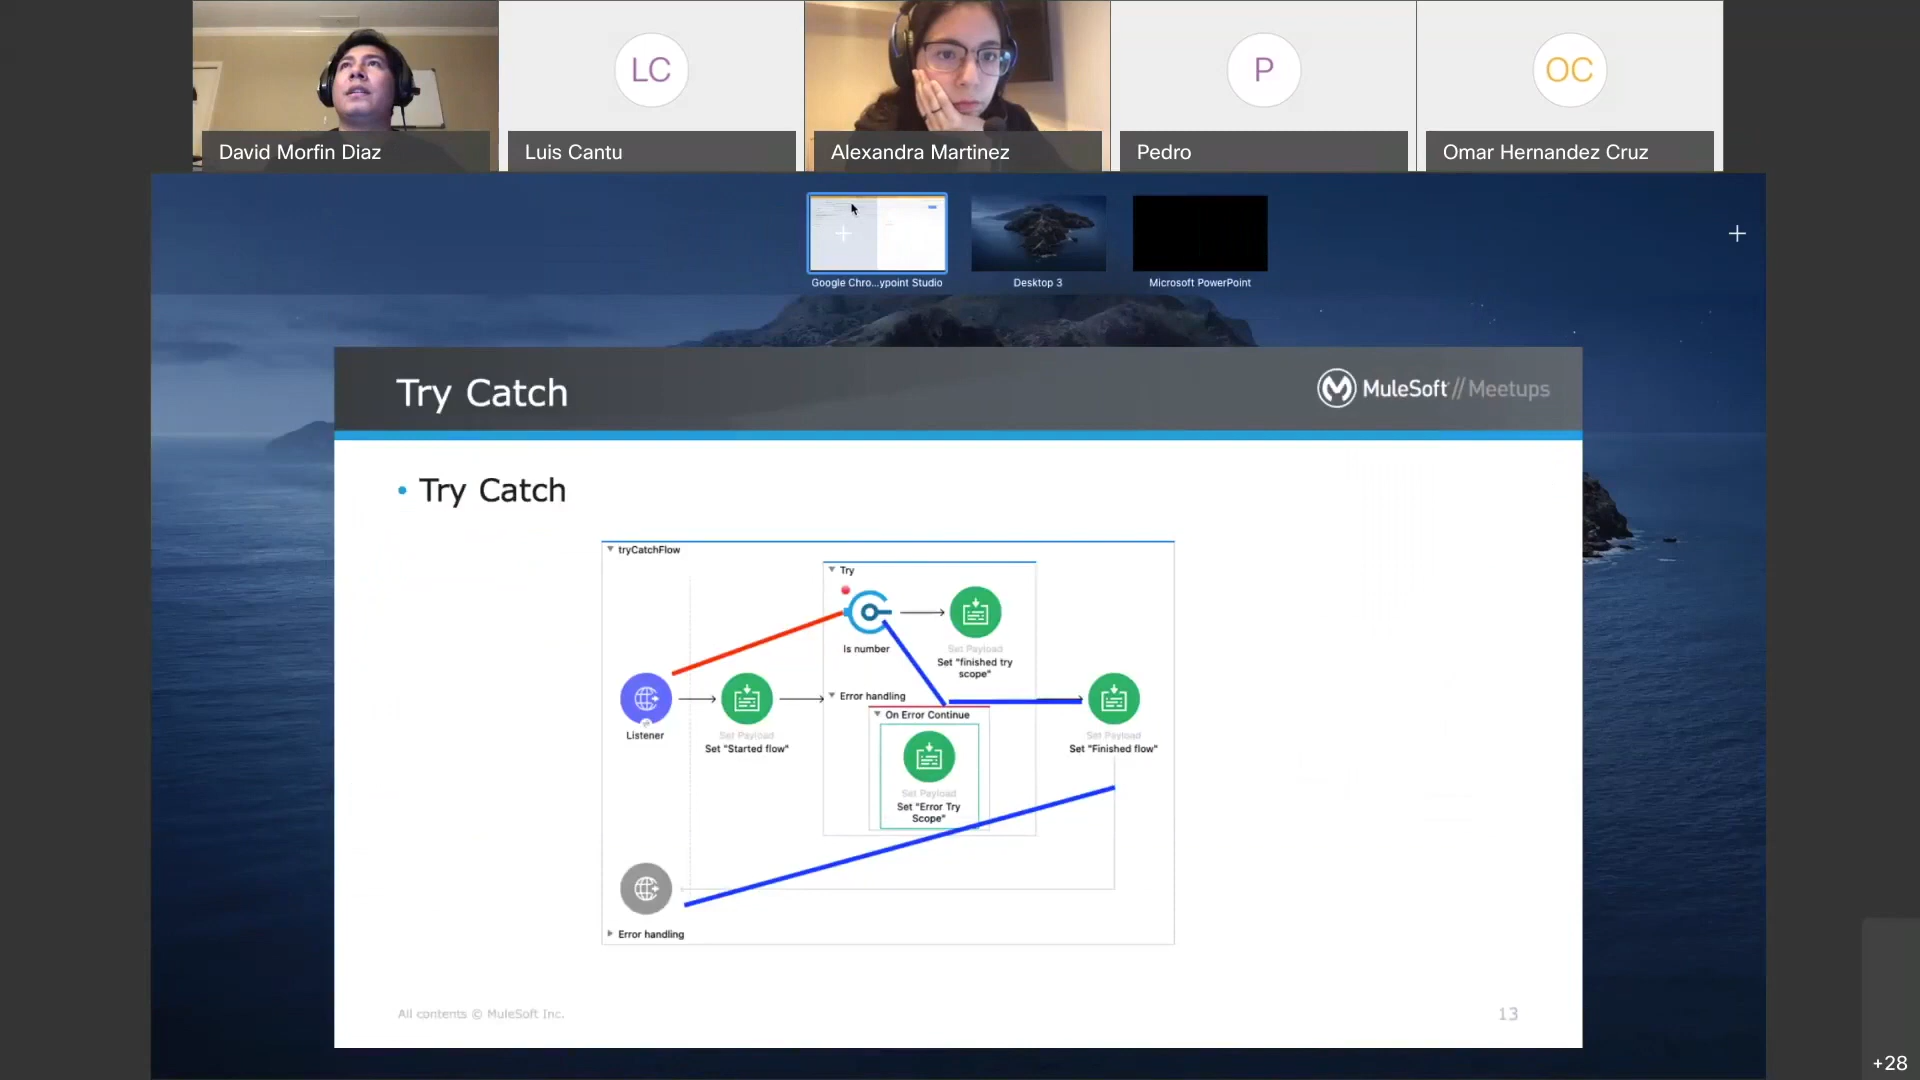 LC
P
OC
David Morfin Diaz
Luis Cantu
Alexandra Martinez
Pedro
Omar Hernandez Cruz
Google Chro...ypoint Studio
Desktop 3
Microsoft PowerPoint
Try Catch
MuleSoft // Meetups
• Try Catch
tryCatchFlow
Try
Is number
Set Payload
Set "finished try
scope"
Listener
Set Payload
Set "Started flow"
Error handling
On Error Continue
Set Payload
Set "Error Try
Scope"
Set Payload
Set "Finished flow"
Error handling
All contents © MuleSoft Inc.
13
+28